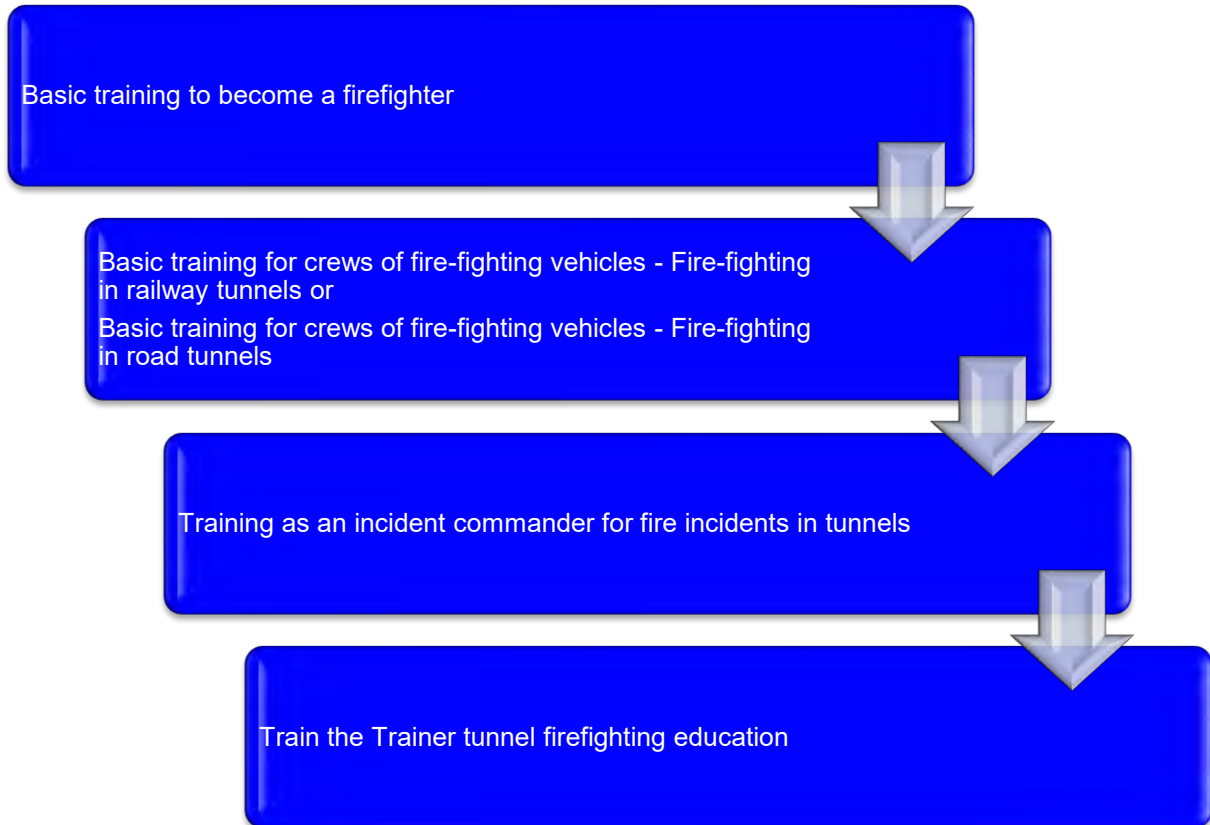 Basic training to become a firefighter
Basic training for crews of fire-fighting vehicles - Fire-fighting
in railway tunnels or
Basic training for crews of fire-fighting vehicles - Fire-fighting
in road tunnels
Training as an incident commander for fire incidents in tunnels
Train the Trainer tunnel firefighting education